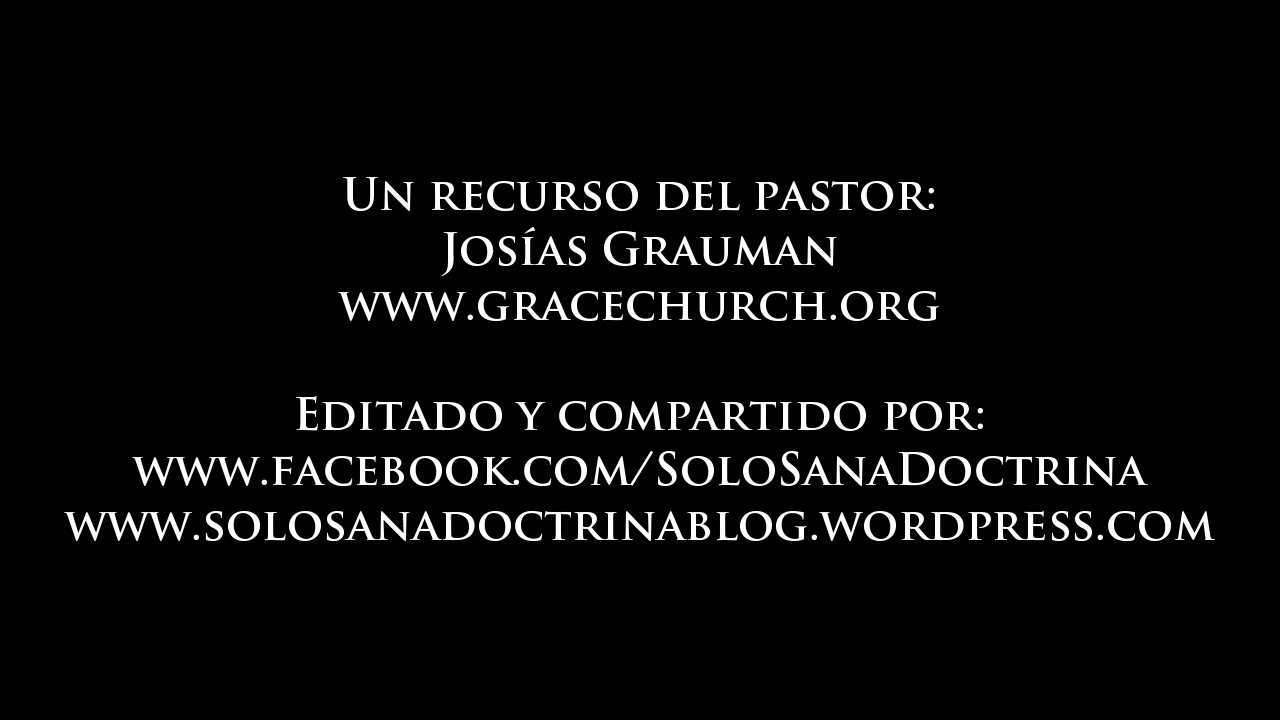 Un recurso del pastor:
Josías Grauman
www.gracechurch.org
Editado y compartido por:
www.facebook.com/SoloSanaDoctrina
www.solosanadoctrinablog.wordpress.com